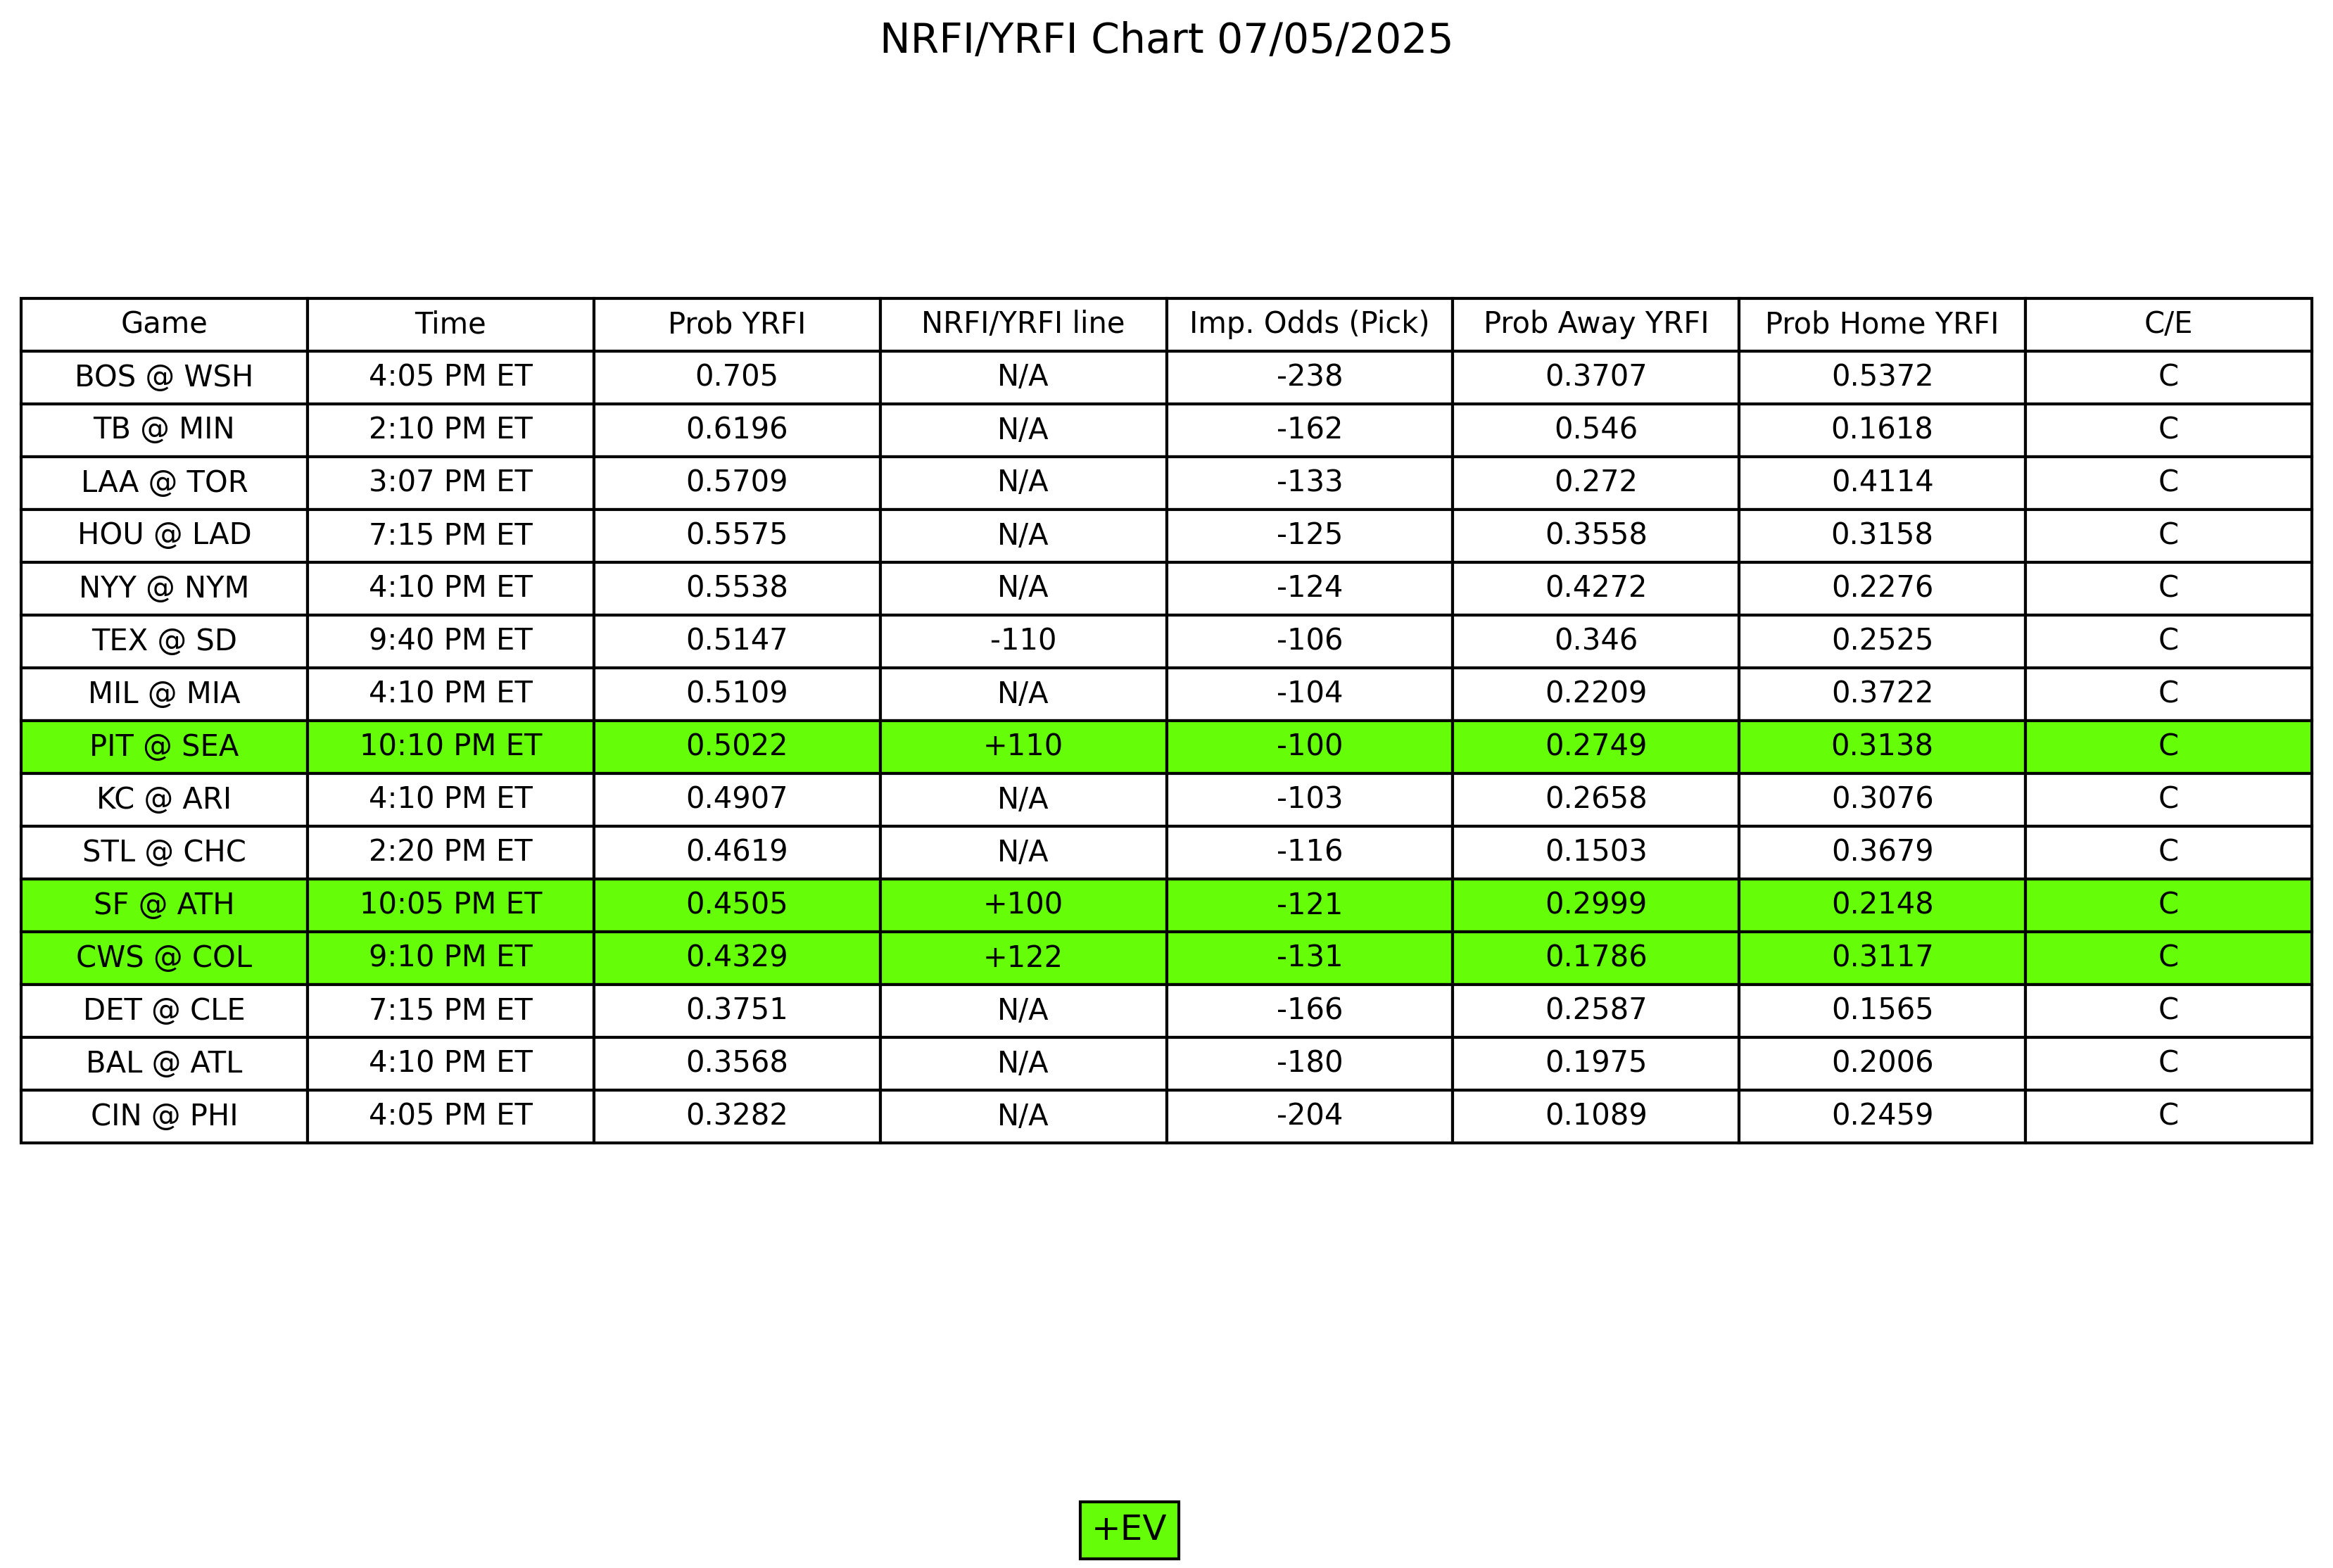 NRFI/YRFI Chart 07/05/2025
Game Time Prob YRFI NRFI/YRFI line Imp. Odds (Pick) Prob Away YRFI Prob Home YRFI C/E
BOS @ WSH 4:05 PM ET 0.705 N/A -238 0.3707 0.5372 C
TB @ MIN 2:10 PM ET 0.6196 N/A -162 0.546 0.1618 C
LAA @ TOR 3:07 PM ET 0.5709 N/A -133 0.272 0.4114 C
HOU @ LAD 7:15 PM ET 0.5575 N/A -125 0.3558 0.3158 C
NYY @ NYM 4:10 PM ET 0.5538 N/A -124 0.4272 0.2276 C
TEX @ SD 9:40 PM ET 0.5147 -110 -106 0.346 0.2525 C
MIL @ MIA 4:10 PM ET 0.5109 N/A -104 0.2209 0.3722 C
PIT @ SEA 10:10 PM ET 0.5022 +110 -100 0.2749 0.3138 C
KC @ ARI 4:10 PM ET 0.4907 N/A -103 0.2658 0.3076 C
STL @ CHC 2:20 PM ET 0.4619 N/A -116 0.1503 0.3679 C
SF @ ATH 10:05 PM ET 0.4505 +100 -121 0.2999 0.2148 C
CWS @ COL 9:10 PM ET 0.4329 +122 -131 0.1786 0.3117 C
DET @ CLE 7:15 PM ET 0.3751 N/A -166 0.2587 0.1565 C
BAL @ ATL 4:10 PM ET 0.3568 N/A -180 0.1975 0.2006 C
CIN @ PHI 4:05 PM ET 0.3282 N/A -204 0.1089 0.2459 C
+EV